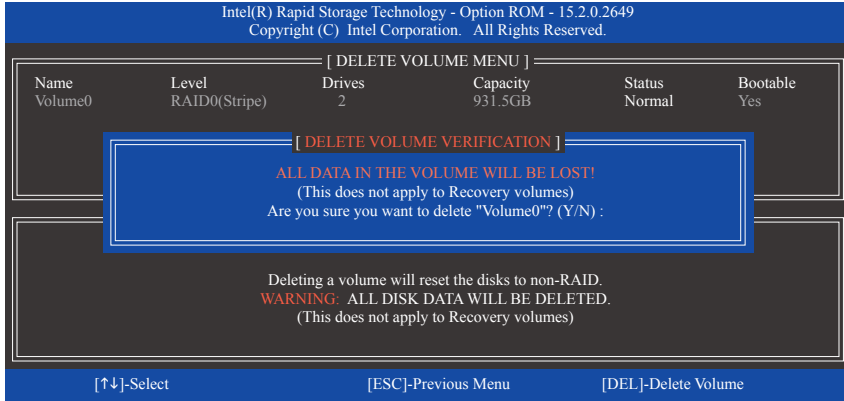 Intel(R) Rapid Storage Technology - Option ROM - 15.2.0.2649
Copyright (C) Intel Corporation. All Rights Reserved.
[ DELETE VOLUME MENU ]
Name Level Drives Capacity Status Bootable
Volume0 RAID0(Stripe) 2 931.5GB Normal Yes
[ DELETE VOLUME VERIFICATION ]
ALL DATA IN THE VOLUME WILL BE LOST!
(This does not apply to Recovery volumes)
Are you sure you want to delete "Volume0"? (Y/N) :
Deleting a volume will reset the disks to non-RAID.
WARNING: ALL DISK DATA WILL BE DELETED.
(This does not apply to Recovery volumes)
[↑↓]-Select [ESC]-Previous Menu [DEL]-Delete Volume